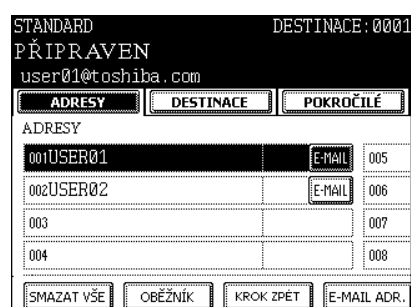 STANDARD DESTINACE:0001
PŘIPRAVEN
user01@toshiba.com
ADRESY DESTINACE POKROČILÉ
ADRESY
001USER01 E-MAIL 005
002USER02 E-MAIL 006
003 007
004 008
SMAZAT VŠE OBĚŽNÍK KROK ZPĚT E-MAIL ADR.